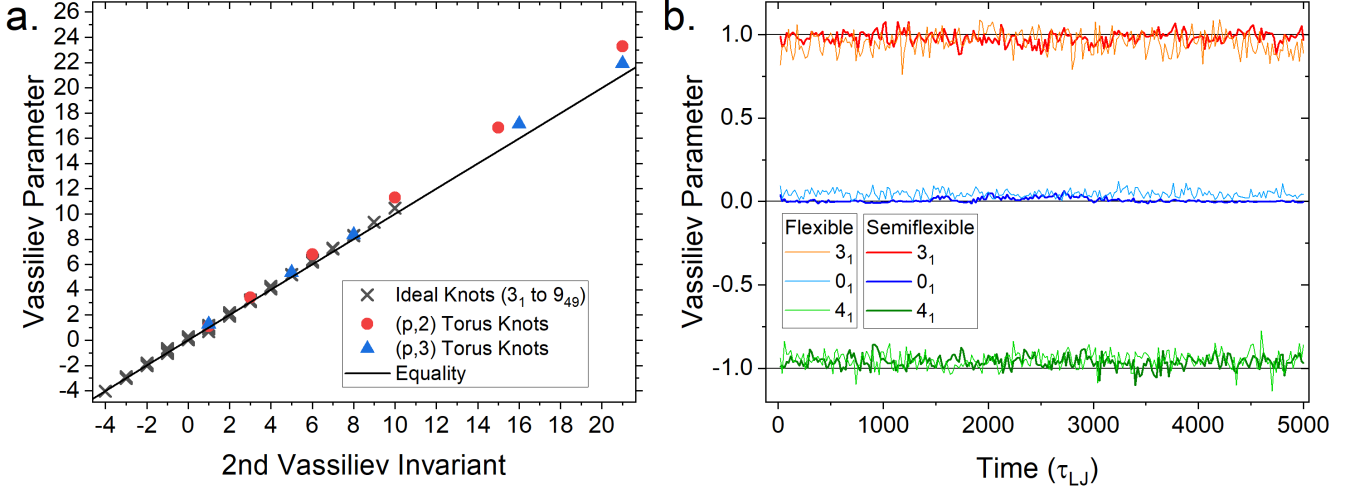 a.
Vassiliev Parameter
26
24
22
20
18
16
14
12
10
8
6
4
2
0
-2
-4
-4 -2 0 2 4 6 8 10 12 14 16 18 20
2nd Vassiliev Invariant
Ideal Knots (3₁ to 9₄₉)
(p,2) Torus Knots
(p,3) Torus Knots
Equality
b.
Vassiliev Parameter
1.0
0.5
0.0
-0.5
-1.0
Flexible Semiflexible
3₁ 3₁
0₁ 0₁
4₁ 4₁
0 1000 2000 3000 4000 5000
Time (τLJ)